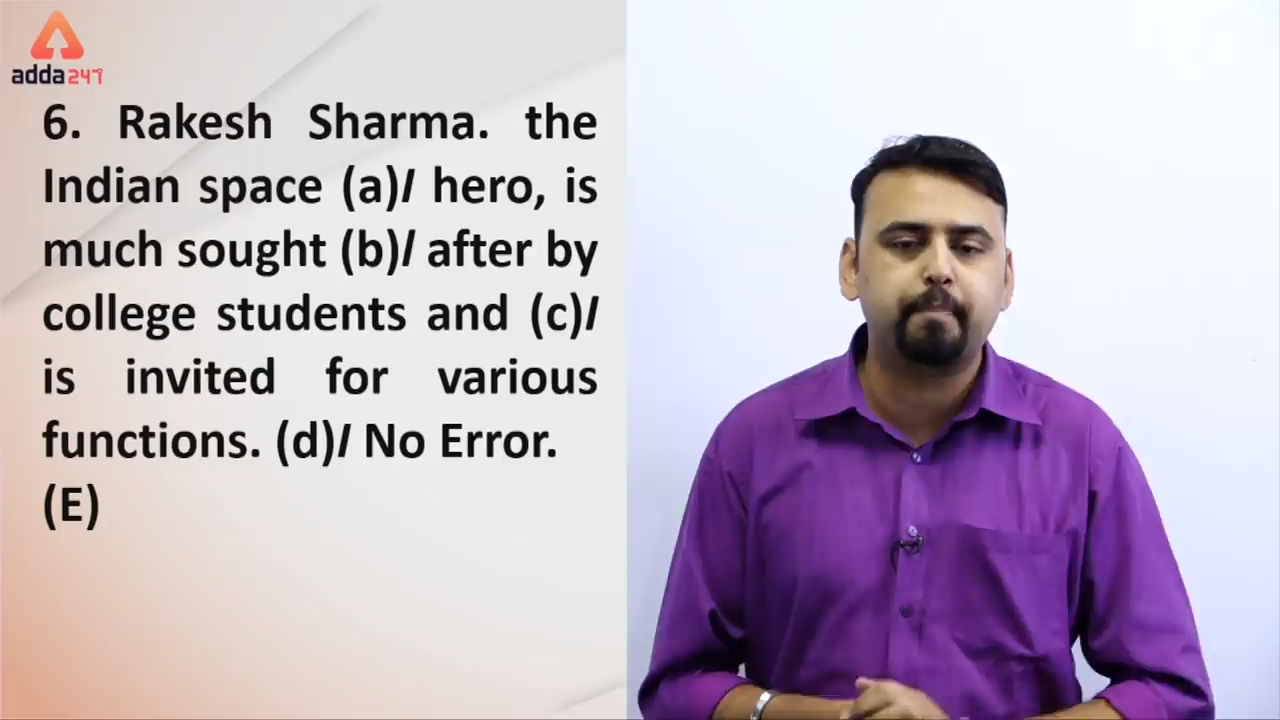 adda247
6. Rakesh Sharma. the
Indian space (a)/ hero, is
much sought (b)/ after by
college students and (c)/
is invited for various
functions. (d)/ No Error.
(E)